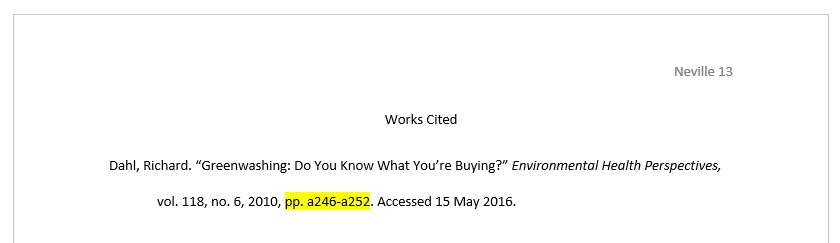 Neville 13
Works Cited
Dahl, Richard. “Greenwashing: Do You Know What You’re Buying?” Environmental Health Perspectives,
vol. 118, no. 6, 2010, pp. a246-a252. Accessed 15 May 2016.